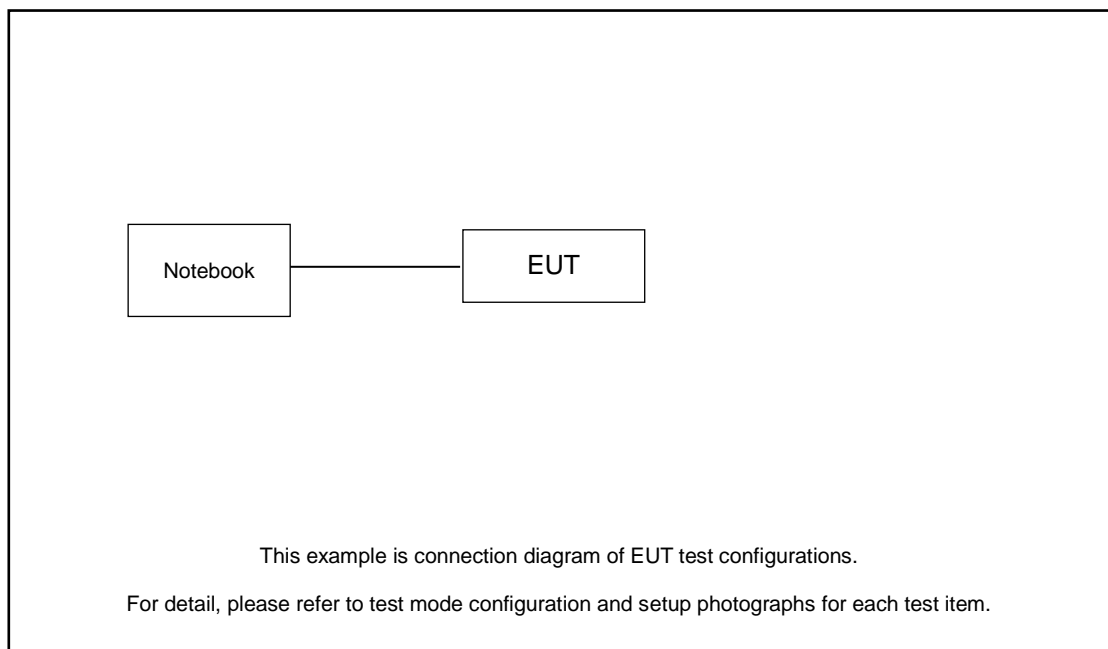 Notebook
EUT
This example is connection diagram of EUT test configurations.
For detail, please refer to test mode configuration and setup photographs for each test item.